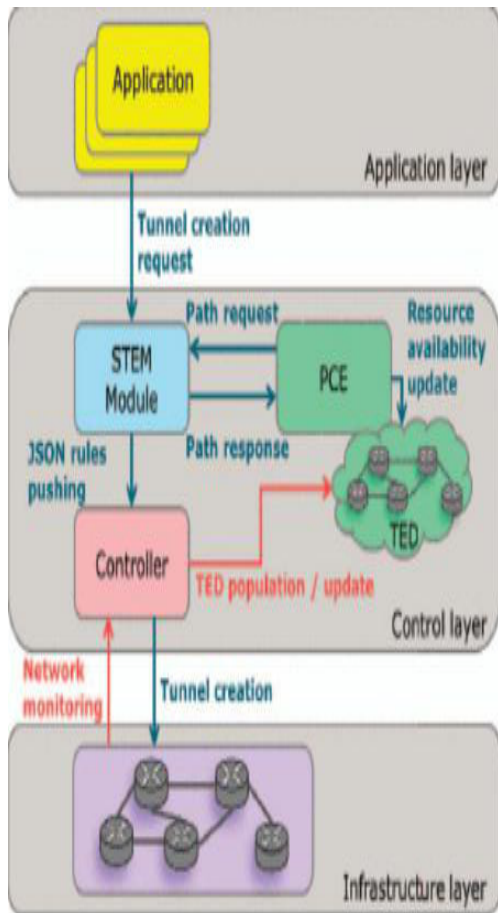 Application
Application layer
Tunnel creation
request
Path request
Resource
availability
update
STEM
Module
PCE
Path response
JSON rules
pushing
TED
Controller
TED population / update
Control layer
Network
monitoring
Tunnel creation
Infrastructure layer